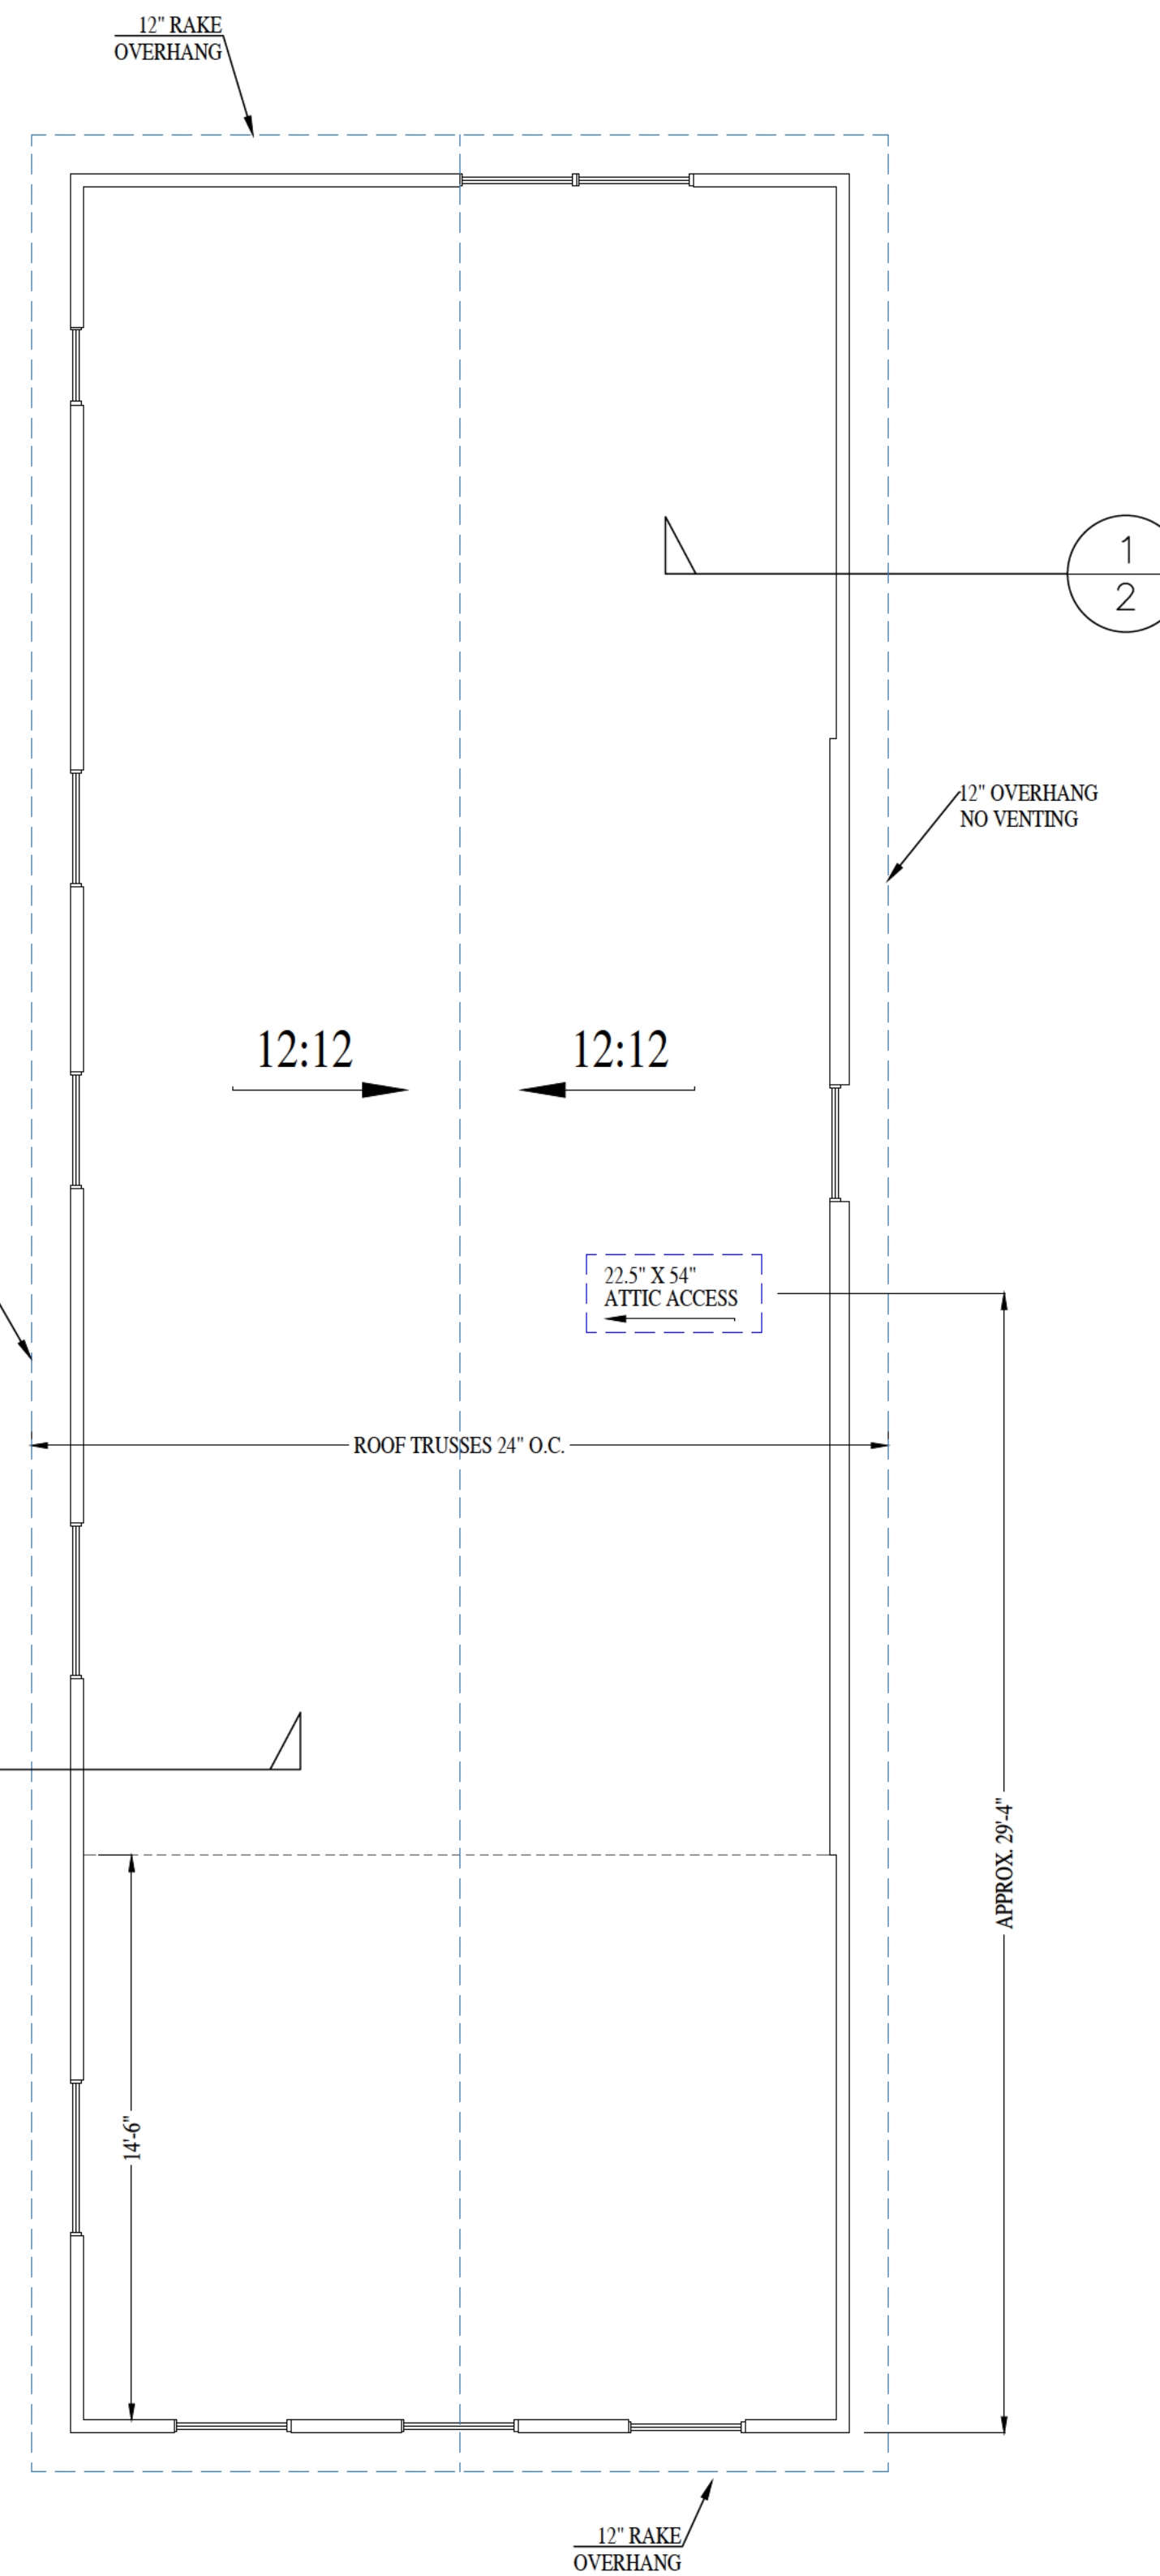 12" RAKE
OVERHANG
1
2
12" OVERHANG
NO VENTING
12:12
12:12
22.5" X 54"
ATTIC ACCESS
ROOF TRUSSES 24" O.C.
APPROX. 29'-4"
14'-6"
12" RAKE
OVERHANG